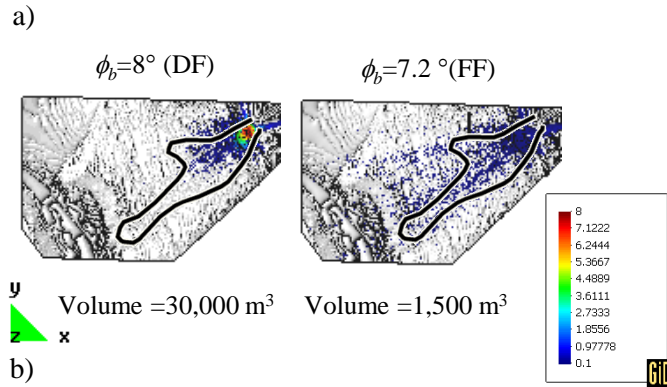 a)
ϕb=8° (DF)
ϕb=7.2 °(FF)
8
7.1222
6.2444
5.3667
4.4889
3.6111
2.7333
1.8556
0.97778
0.1
y
z x
Volume =30,000 m³
Volume =1,500 m³
GiD
b)